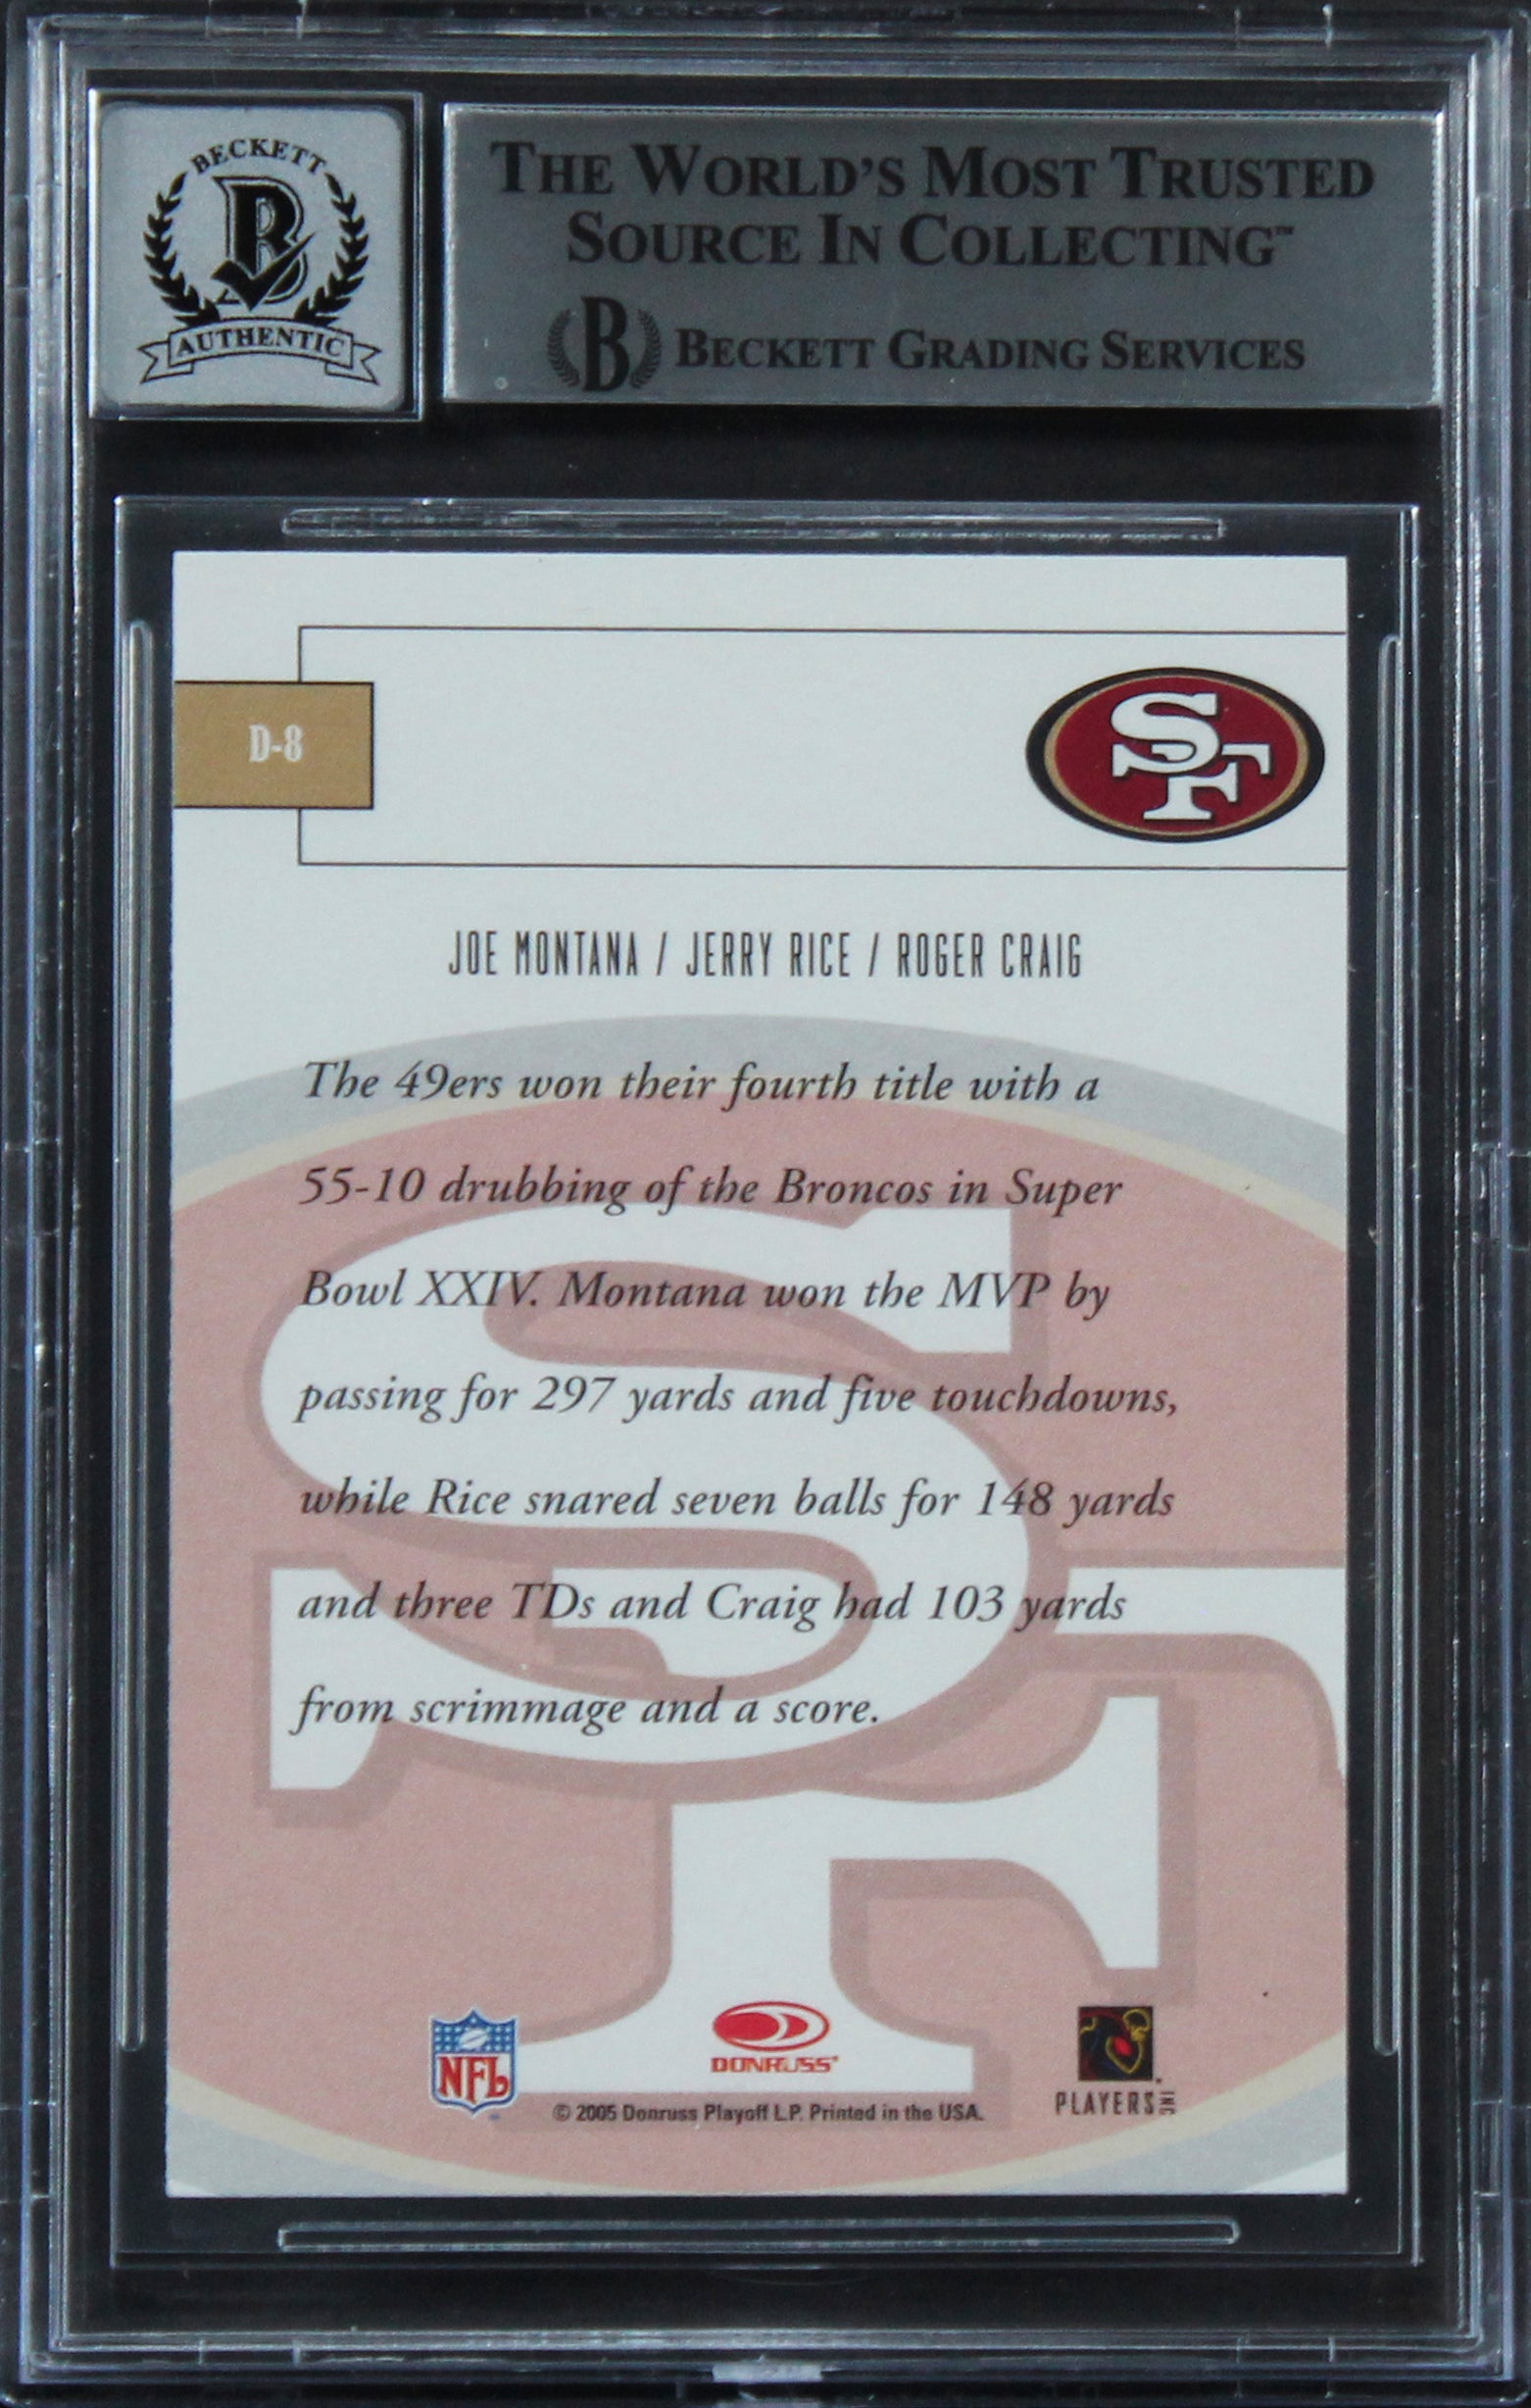 BECKETT
AUTHENTIC
THE WORLD'S MOST TRUSTED
SOURCE IN COLLECTING™
B BECKETT GRADING SERVICES
D-8
SF
JOE MONTANA / JERRY RICE / ROGER CRAIG
The 49ers won their fourth title with a
55-10 drubbing of the Broncos in Super
Bowl XXIV. Montana won the MVP by
passing for 297 yards and five touchdowns,
while Rice snared seven balls for 148 yards
and three TDs and Craig had 103 yards
from scrimmage and a score.
NFL
DONRUSS
PLAYERS INC
© 2005 Donruss Playoff L.P. Printed in the USA.